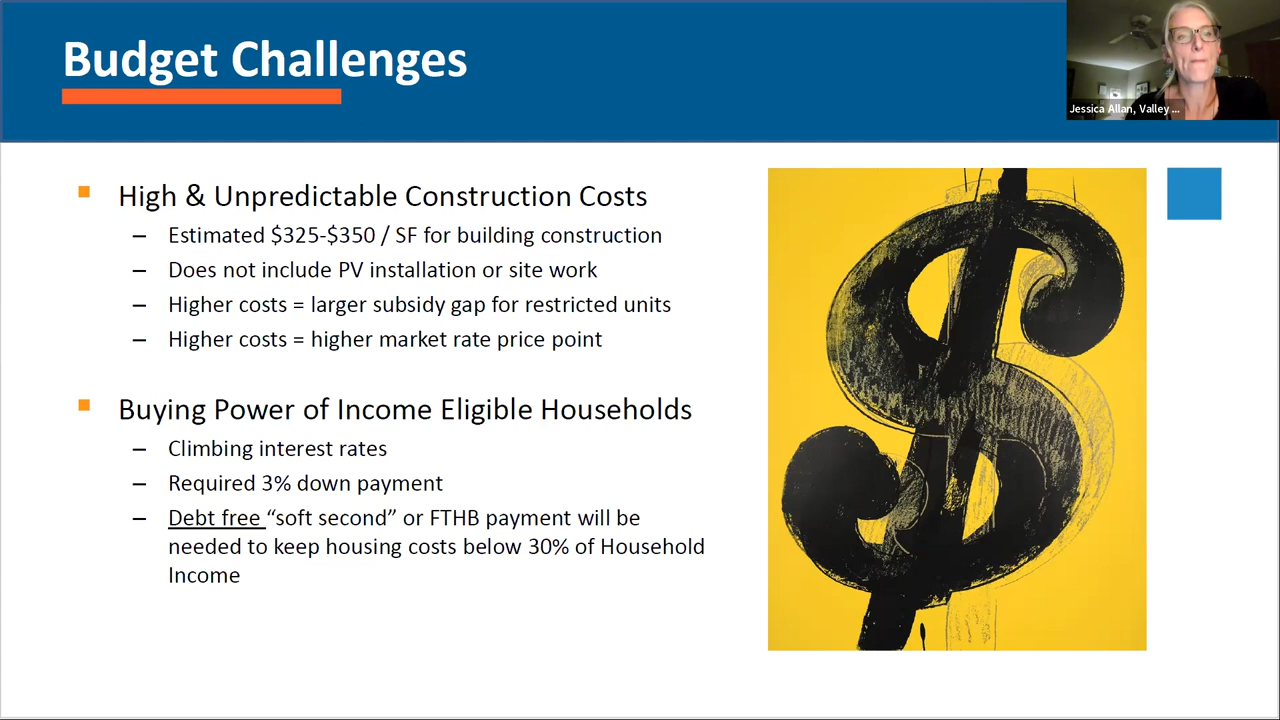 Budget Challenges
Jessica Allan, Valley ...
High & Unpredictable Construction Costs
– Estimated $325-$350 / SF for building construction
– Does not include PV installation or site work
– Higher costs = larger subsidy gap for restricted units
– Higher costs = higher market rate price point
Buying Power of Income Eligible Households
– Climbing interest rates
– Required 3% down payment
– Debt free “soft second” or FTHB payment will be
needed to keep housing costs below 30% of Household
Income